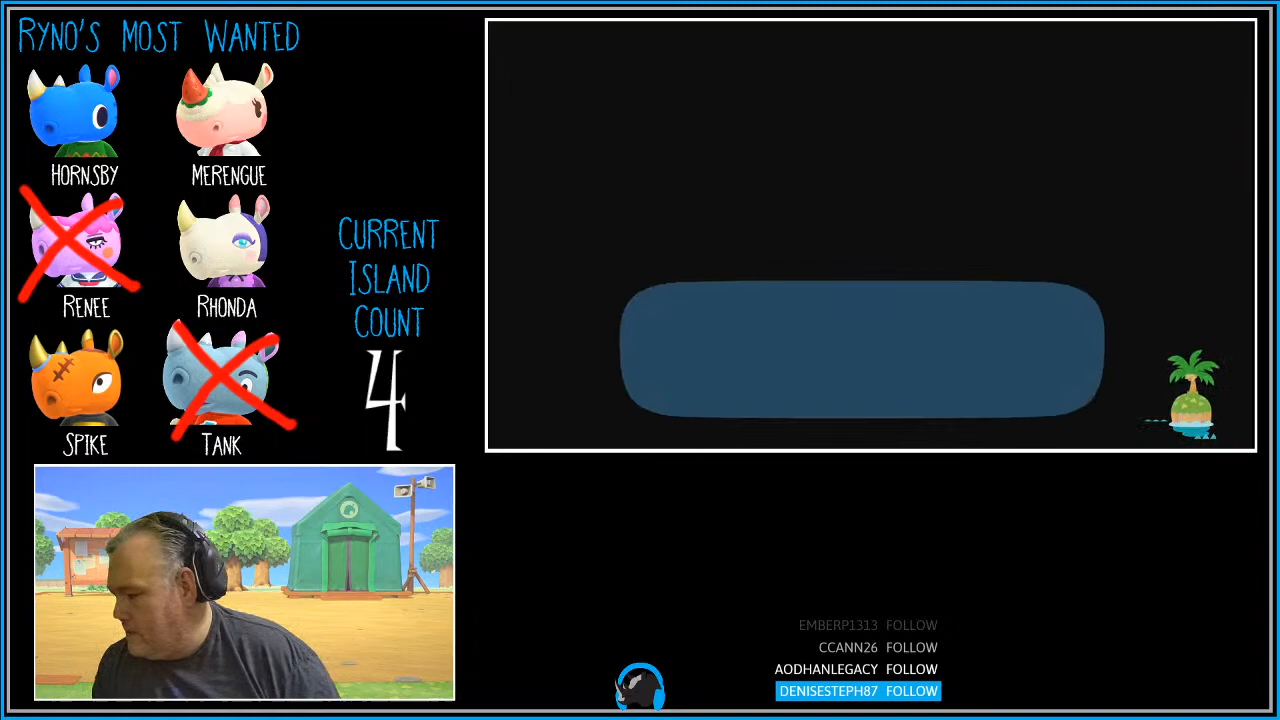 RYNO'S MOST WANTED
HORNSBY
MERENGUE
RENEE
RHONDA
SPIKE
TANK
CURRENT
ISLAND
COUNT
4
EMBERP1313 FOLLOW
CCANN26 FOLLOW
AODHANLEGACY FOLLOW
DENISESTEPH87 FOLLOW